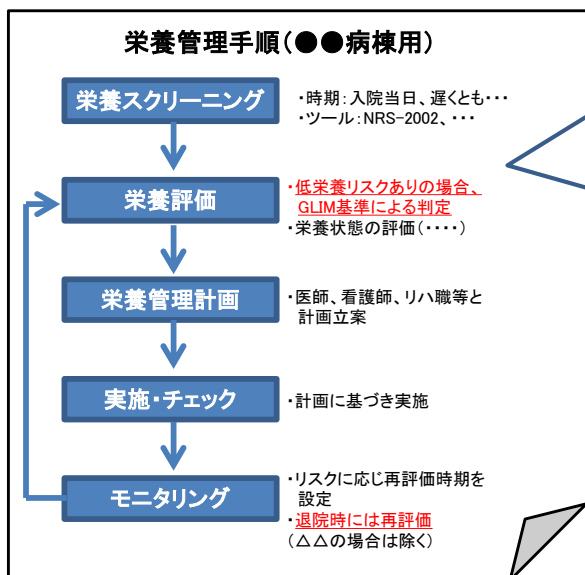 栄養管理手順(●●病棟用)
栄養スクリーニング
・時期：入院当日、遅くとも･･･
・ツール：NRS-2002、･･･
栄養評価
・低栄養リスクありの場合、
GLIM基準による判定
・栄養状態の評価(････)
栄養管理計画
・医師、看護師、リハ職等と
計画立案
実施・チェック
・計画に基づき実施
モニタリング
・リスクに応じ再評価時期を
設定
・退院時には再評価
(△△の場合は除く)